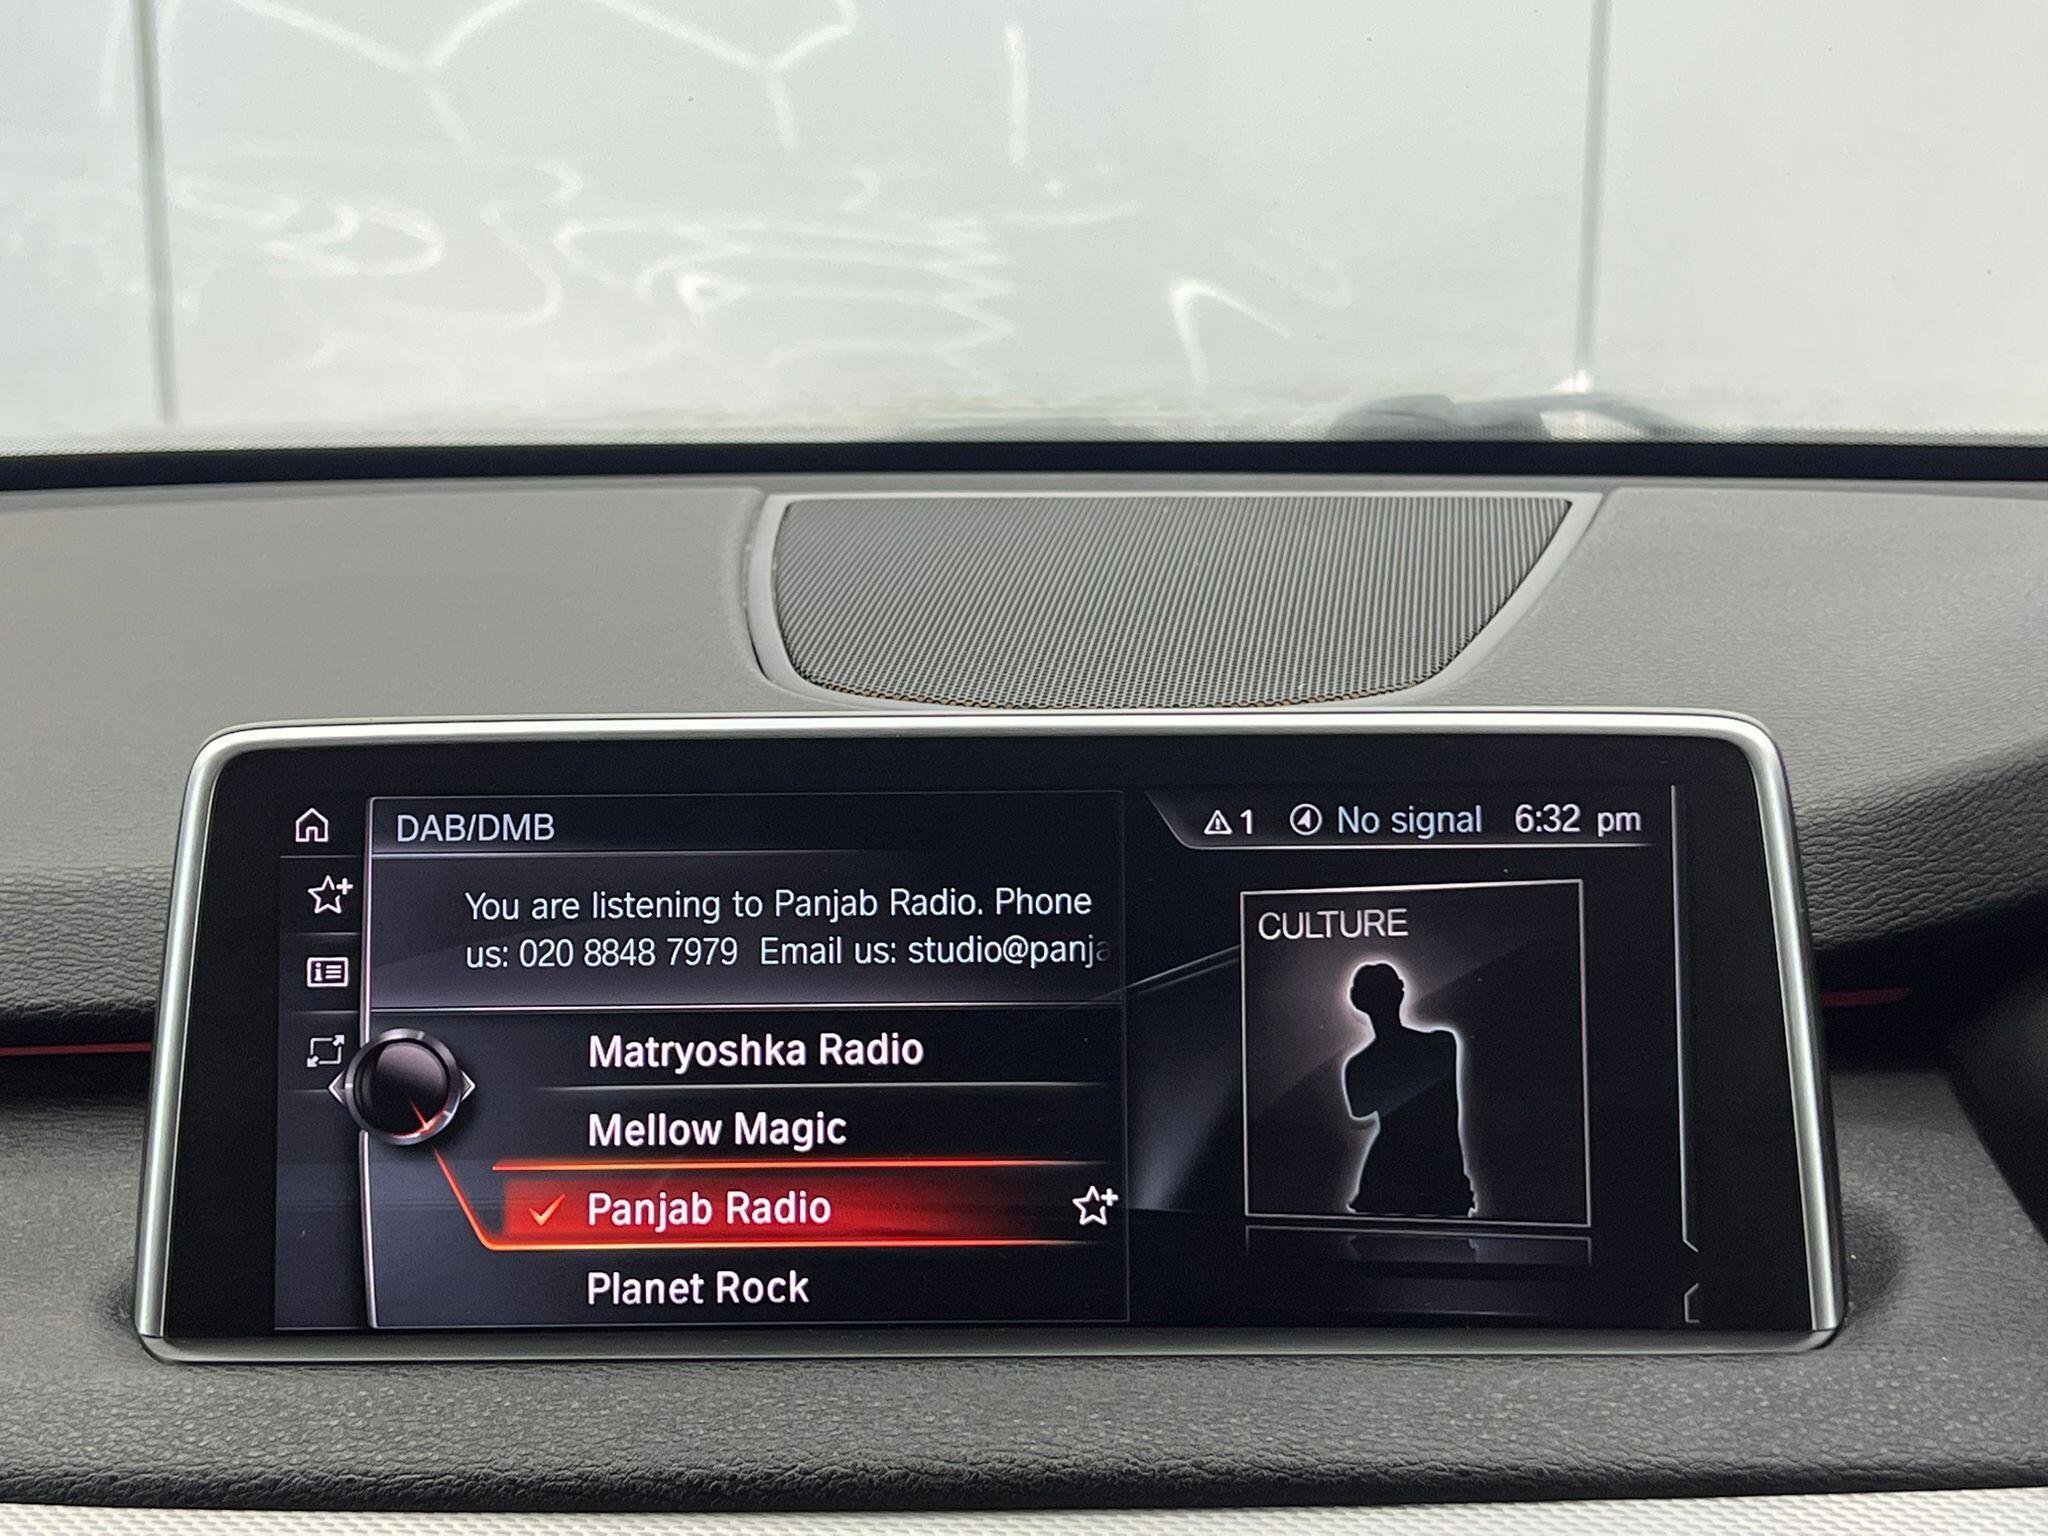 DAB/DMB
1 No signal 6:32 pm
You are listening to Panjab Radio. Phone
us: 020 8848 7979 Email us: studio@panja
CULTURE
Matryoshka Radio
Mellow Magic
Panjab Radio
Planet Rock